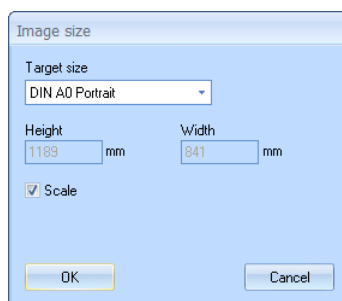 Image size
Target size
DIN A0 Portrait
Height Width
1189 mm 841 mm
Scale
OK Cancel